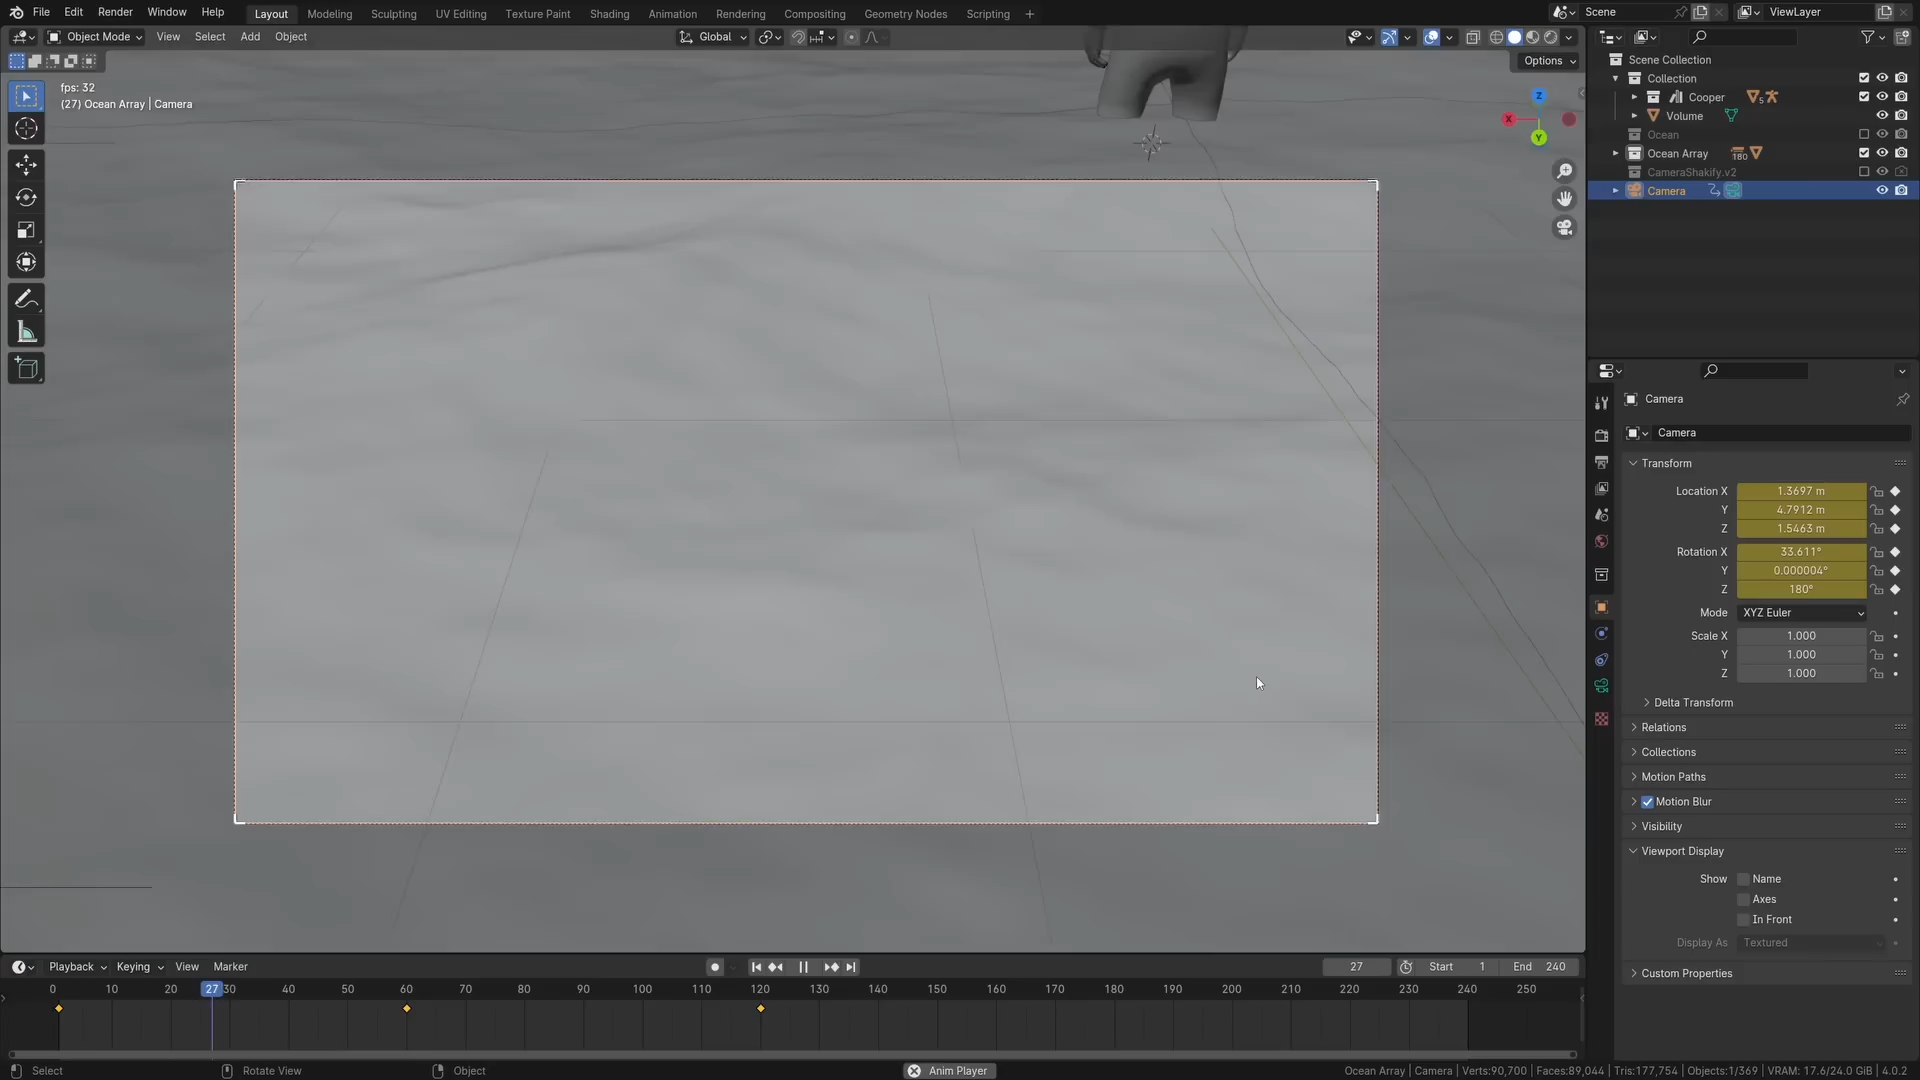 File Edit Render Window Help Layout Modeling Sculpting UV Editing Texture Paint Shading Animation Rendering Compositing Geometry Nodes Scripting + Scene ViewLayer
Object Mode View Select Add Object Global
Options
fps: 32
(27) Ocean Array | Camera
Z
X
Y
Scene Collection
Collection
Cooper 5
Volume
Ocean
Ocean Array 180
CameraShakify.v2
Camera
Camera
Camera
Transform
Location X 1.3697 m
Y 4.7912 m
Z 1.5463 m
Rotation X 33.611°
Y 0.000004°
Z 180°
Mode XYZ Euler
Scale X 1.000
Y 1.000
Z 1.000
Delta Transform
Relations
Collections
Motion Paths
Motion Blur
Visibility
Viewport Display
Show Name
Axes
In Front
Display As Textured
Custom Properties
Playback Keying View Marker 27 Start 1 End 240
0 10 20 27 30 40 50 60 70 80 90 100 110 120 130 140 150 160 170 180 190 200 210 220 230 240 250
Select Rotate View Object Anim Player Ocean Array | Camera | Verts:90,700 | Faces:89,044 | Tris:177,754 | Objects:1/369 | VRAM: 17.6/24.0 GiB | 4.0.2